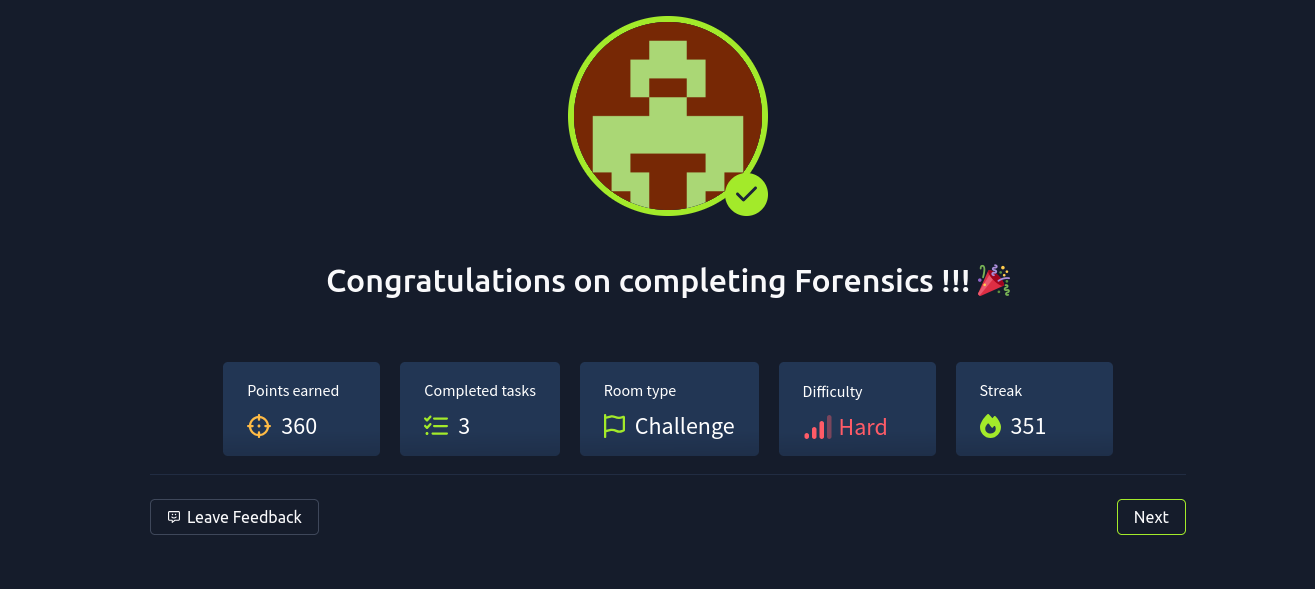 Congratulations on completing Forensics !!! 🎉
Points earned
360
Completed tasks
3
Room type
Challenge
Difficulty
Hard
Streak
351
Leave Feedback
Next